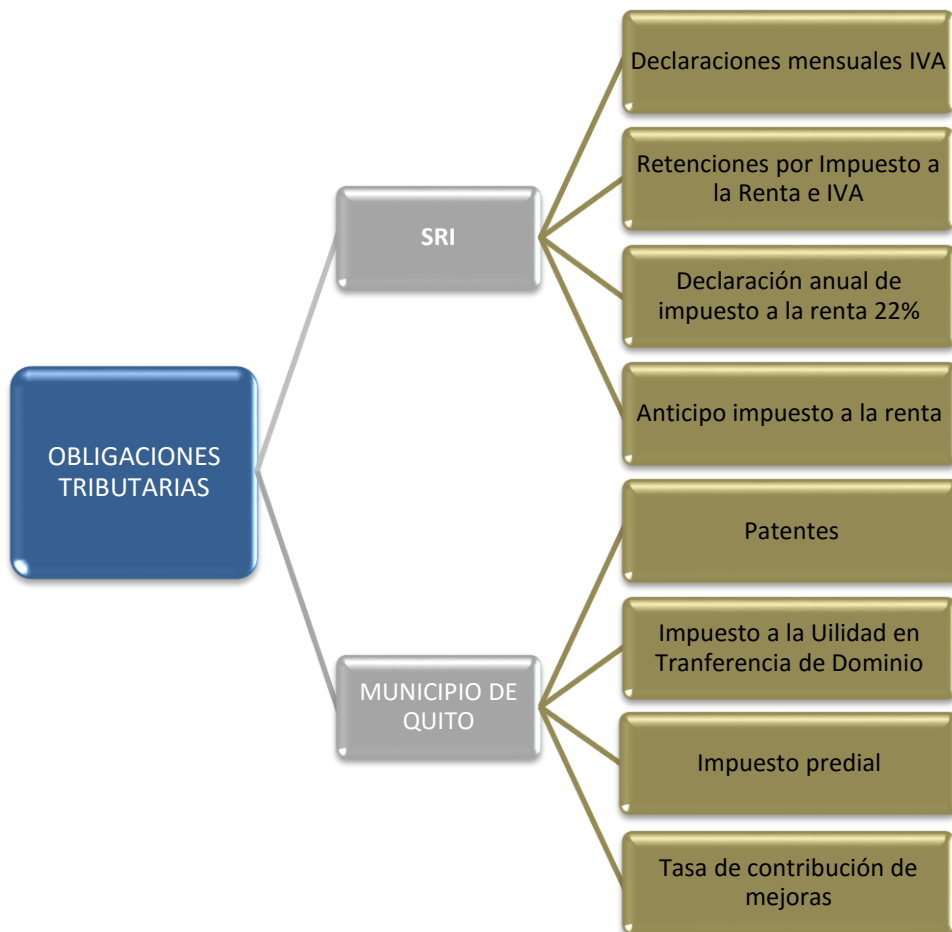 OBLIGACIONES
TRIBUTARIAS
SRI
Declaraciones mensuales IVA
Retenciones por Impuesto a
la Renta e IVA
Declaración anual de
impuesto a la renta 22%
Anticipo impuesto a la renta
MUNICIPIO DE
QUITO
Patentes
Impuesto a la Uilidad en
Tranferencia de Dominio
Impuesto predial
Tasa de contribución de
mejoras